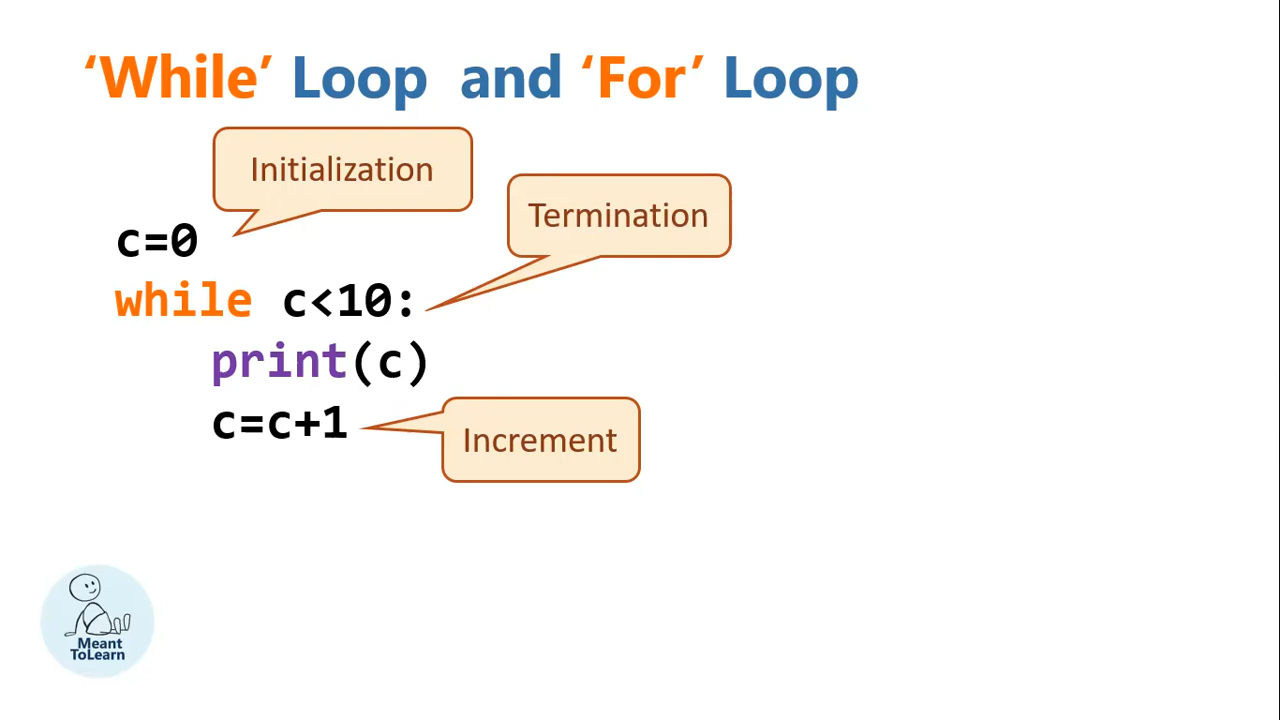 ‘While’ Loop and ‘For’ Loop
Initialization
Termination
c=0
while c<10:
print(c)
c=c+1
Increment
Meant
ToLearn